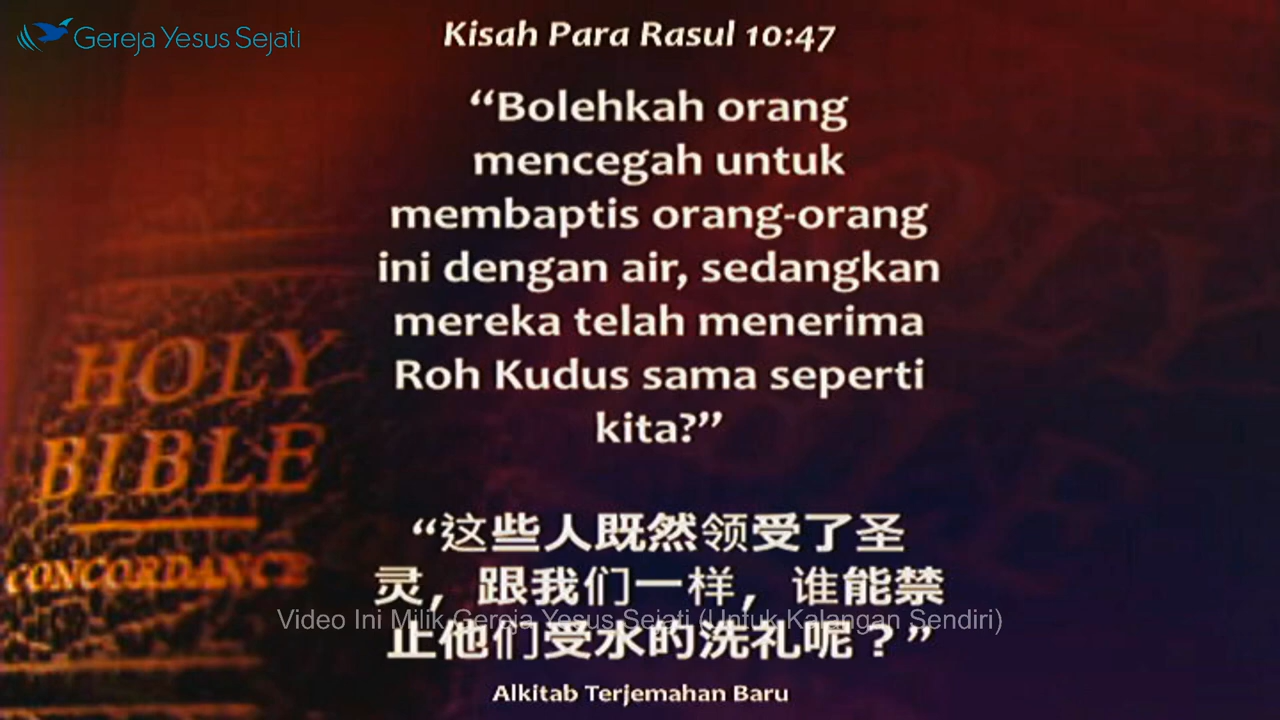 Gereja Yesus Sejati
Kisah Para Rasul 10:47
“Bolehkah orang
mencegah untuk
membaptis orang-orang
ini dengan air, sedangkan
mereka telah menerima
Roh Kudus sama seperti
kita?”
HOLY
BIBLE
CONCORDANCE
“这些人既然领受了圣
灵，跟我们一样，谁能禁
Video Ini Milik Gereja Yesus Sejati (Untuk Kalangan Sendiri)
止他们受水的洗礼呢？”
Alkitab Terjemahan Baru